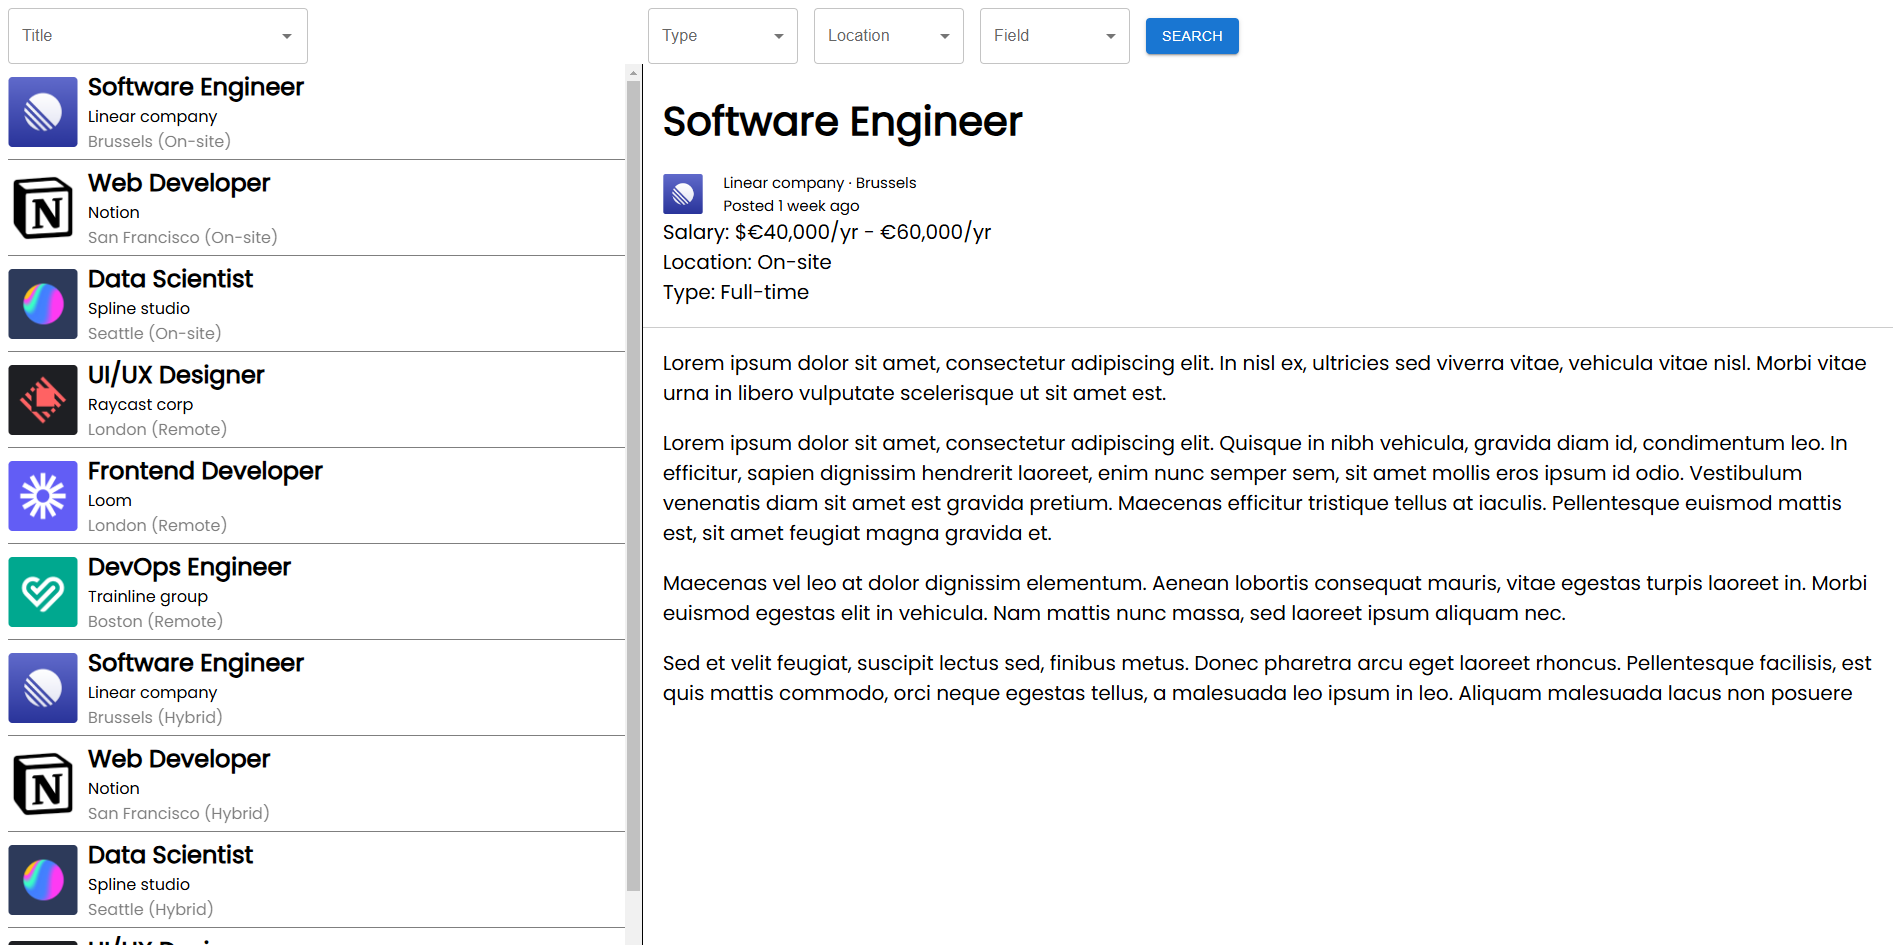 Title
Type
Location
Field
SEARCH
Software Engineer
Linear company
Brussels (On-site)
Web Developer
Notion
San Francisco (On-site)
Data Scientist
Spline studio
Seattle (On-site)
UI/UX Designer
Raycast corp
London (Remote)
Frontend Developer
Loom
London (Remote)
DevOps Engineer
Trainline group
Boston (Remote)
Software Engineer
Linear company
Brussels (Hybrid)
Web Developer
Notion
San Francisco (Hybrid)
Data Scientist
Spline studio
Seattle (Hybrid)
Software Engineer
Linear company · Brussels
Posted 1 week ago
Salary: $€40,000/yr - €60,000/yr
Location: On-site
Type: Full-time
Lorem ipsum dolor sit amet, consectetur adipiscing elit. In nisl ex, ultricies sed viverra vitae, vehicula vitae nisl. Morbi vitae
urna in libero vulputate scelerisque ut sit amet est.
Lorem ipsum dolor sit amet, consectetur adipiscing elit. Quisque in nibh vehicula, gravida diam id, condimentum leo. In
efficitur, sapien dignissim hendrerit laoreet, enim nunc semper sem, sit amet mollis eros ipsum id odio. Vestibulum
venenatis diam sit amet est gravida pretium. Maecenas efficitur tristique tellus at iaculis. Pellentesque euismod mattis
est, sit amet feugiat magna gravida et.
Maecenas vel leo at dolor dignissim elementum. Aenean lobortis consequat mauris, vitae egestas turpis laoreet in. Morbi
euismod egestas elit in vehicula. Nam mattis nunc massa, sed laoreet ipsum aliquam nec.
Sed et velit feugiat, suscipit lectus sed, finibus metus. Donec pharetra arcu eget laoreet rhoncus. Pellentesque facilisis, est
quis mattis commodo, orci neque egestas tellus, a malesuada leo ipsum in leo. Aliquam malesuada lacus non posuere